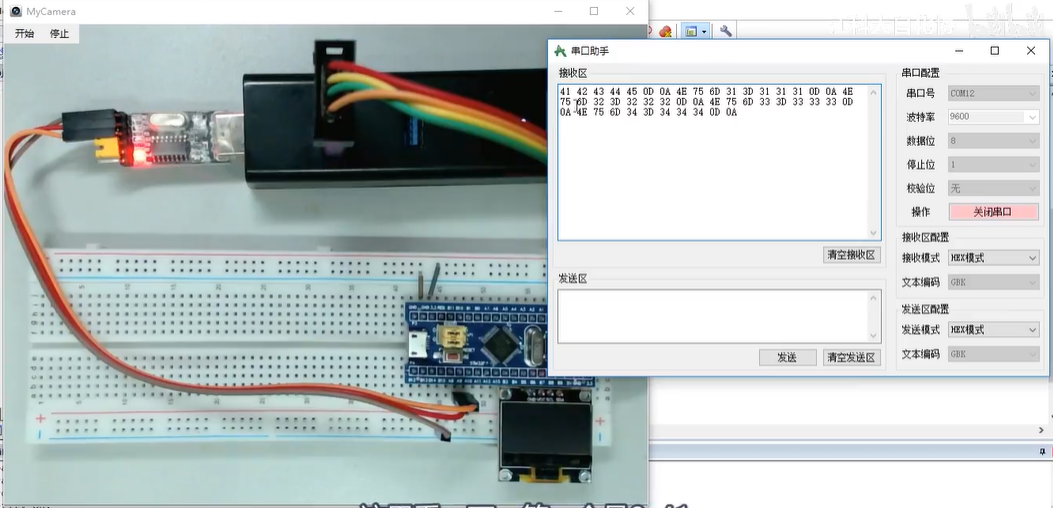 MyCamera
开始 停止
串口助手
接收区
41 42 43 44 45 0D 0A 4E 75 6D 31 3D 31 31 31 0D 0A 4E
75 6D 32 3D 32 32 32 0D 0A 4E 75 6D 33 3D 33 33 33 0D
0A 4E 75 6D 34 3D 34 34 34 0D 0A
清空接收区
发送区
发送 清空发送区
串口配置
串口号 COM12
波特率 9600
数据位 8
停止位 1
校验位 无
操作 关闭串口
接收区配置
接收模式 HEX模式
文本编码 GBK
发送区配置
发送模式 HEX模式
文本编码 GBK